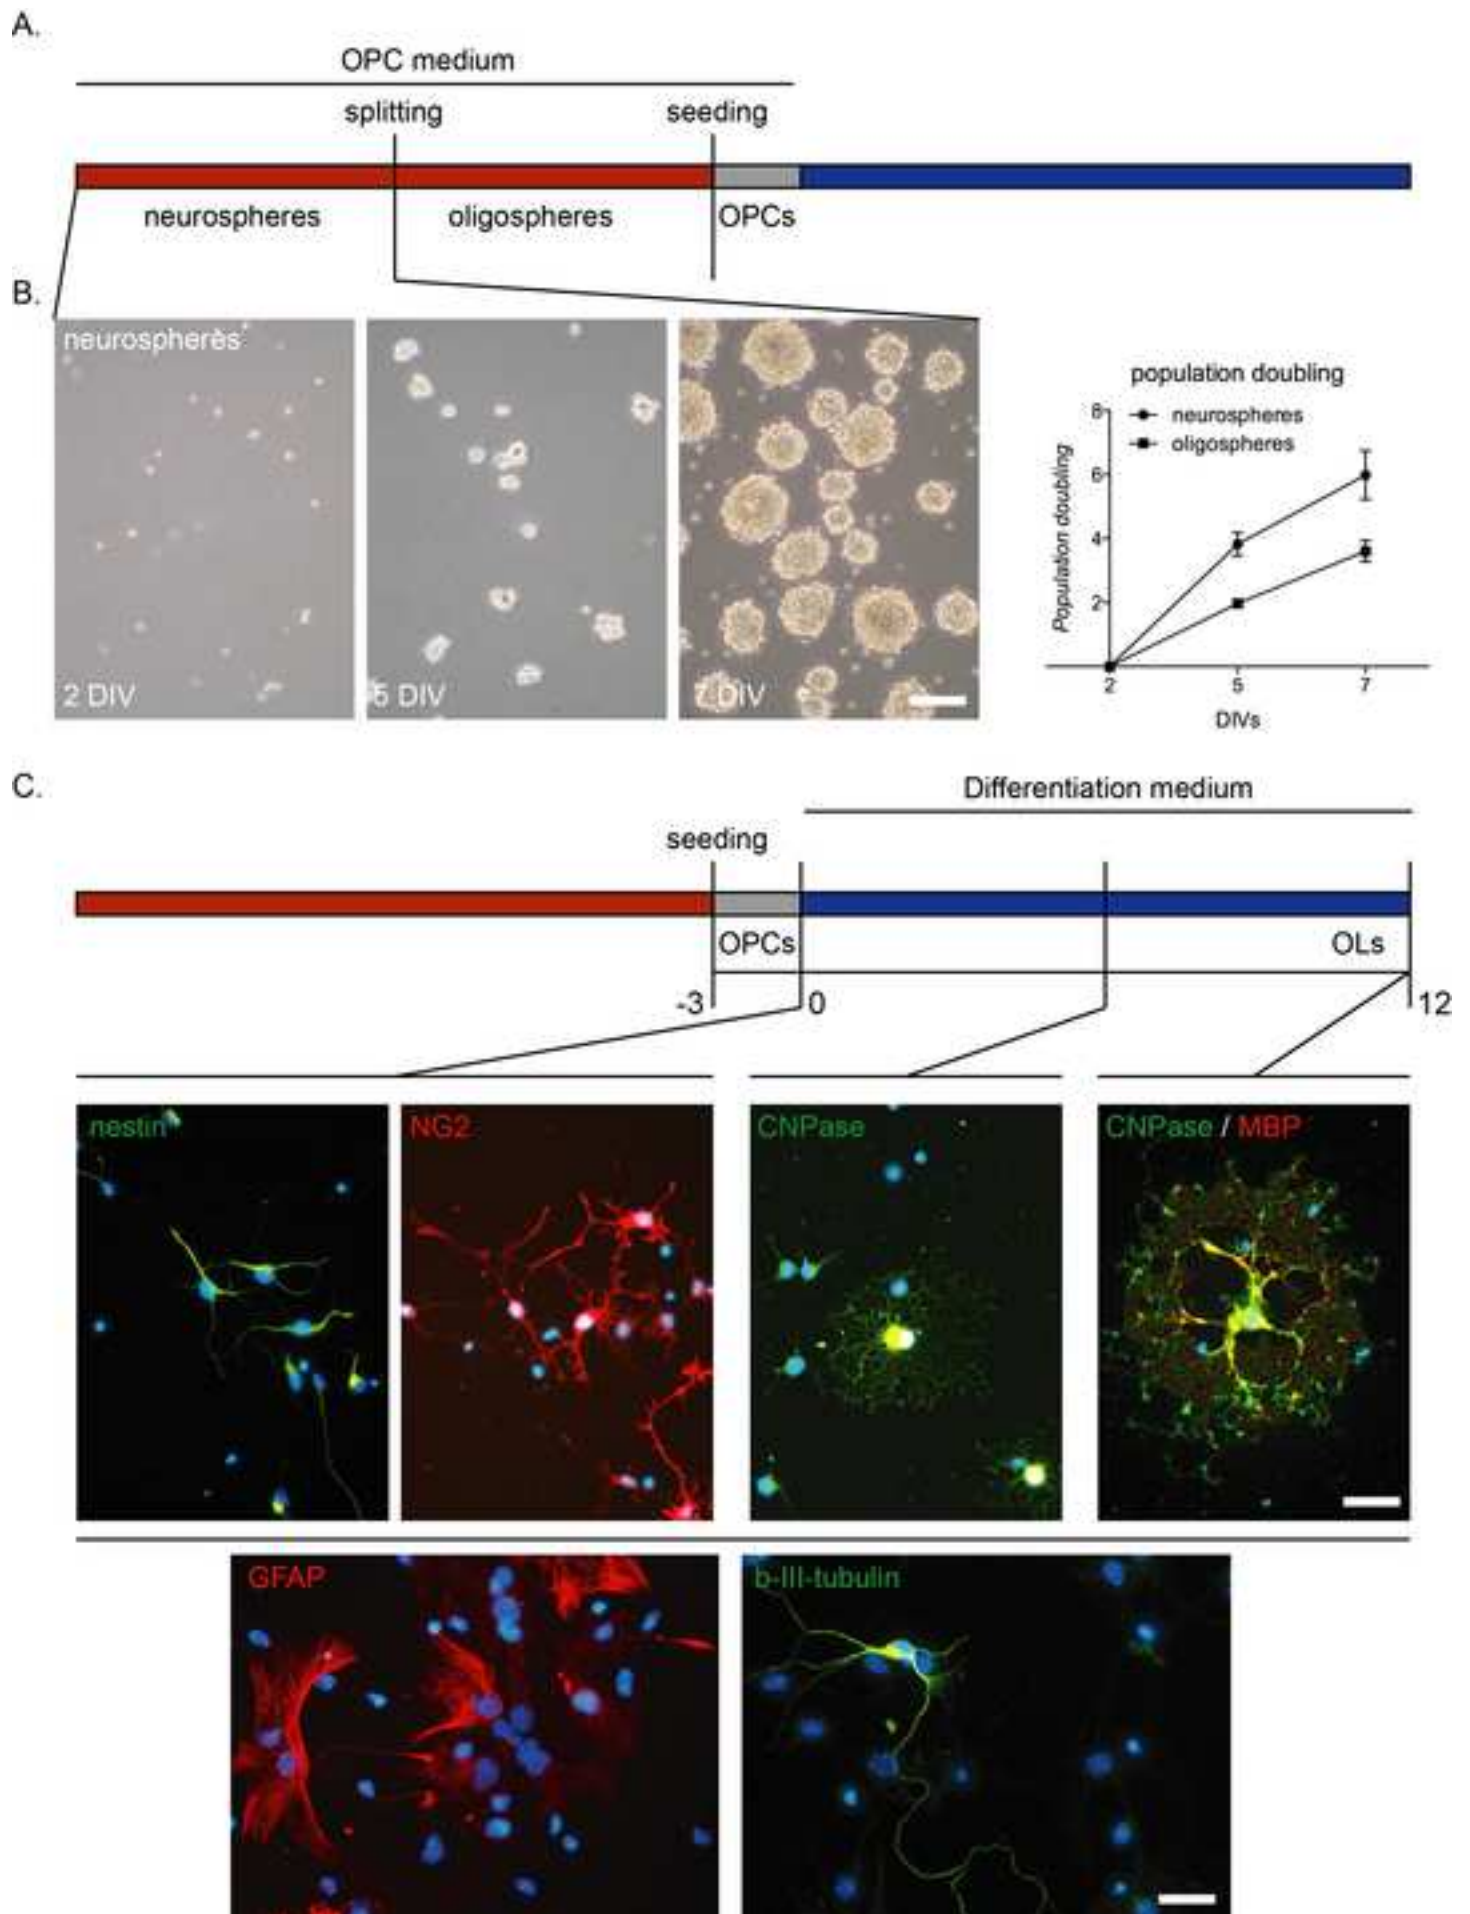 A.
OPC medium
splitting
seeding
neurospheres
oligospheres
OPCs
B.
neurospheres
2 DIV
5 DIV
7 DIV
population doubling
neurospheres
oligospheres
Population doubling
8
6
4
2
2
5
7
DIVs
C.
Differentiation medium
seeding
OPCs
OLs
-3
0
12
nestin
NG2
CNPase
CNPase / MBP
GFAP
b-III-tubulin